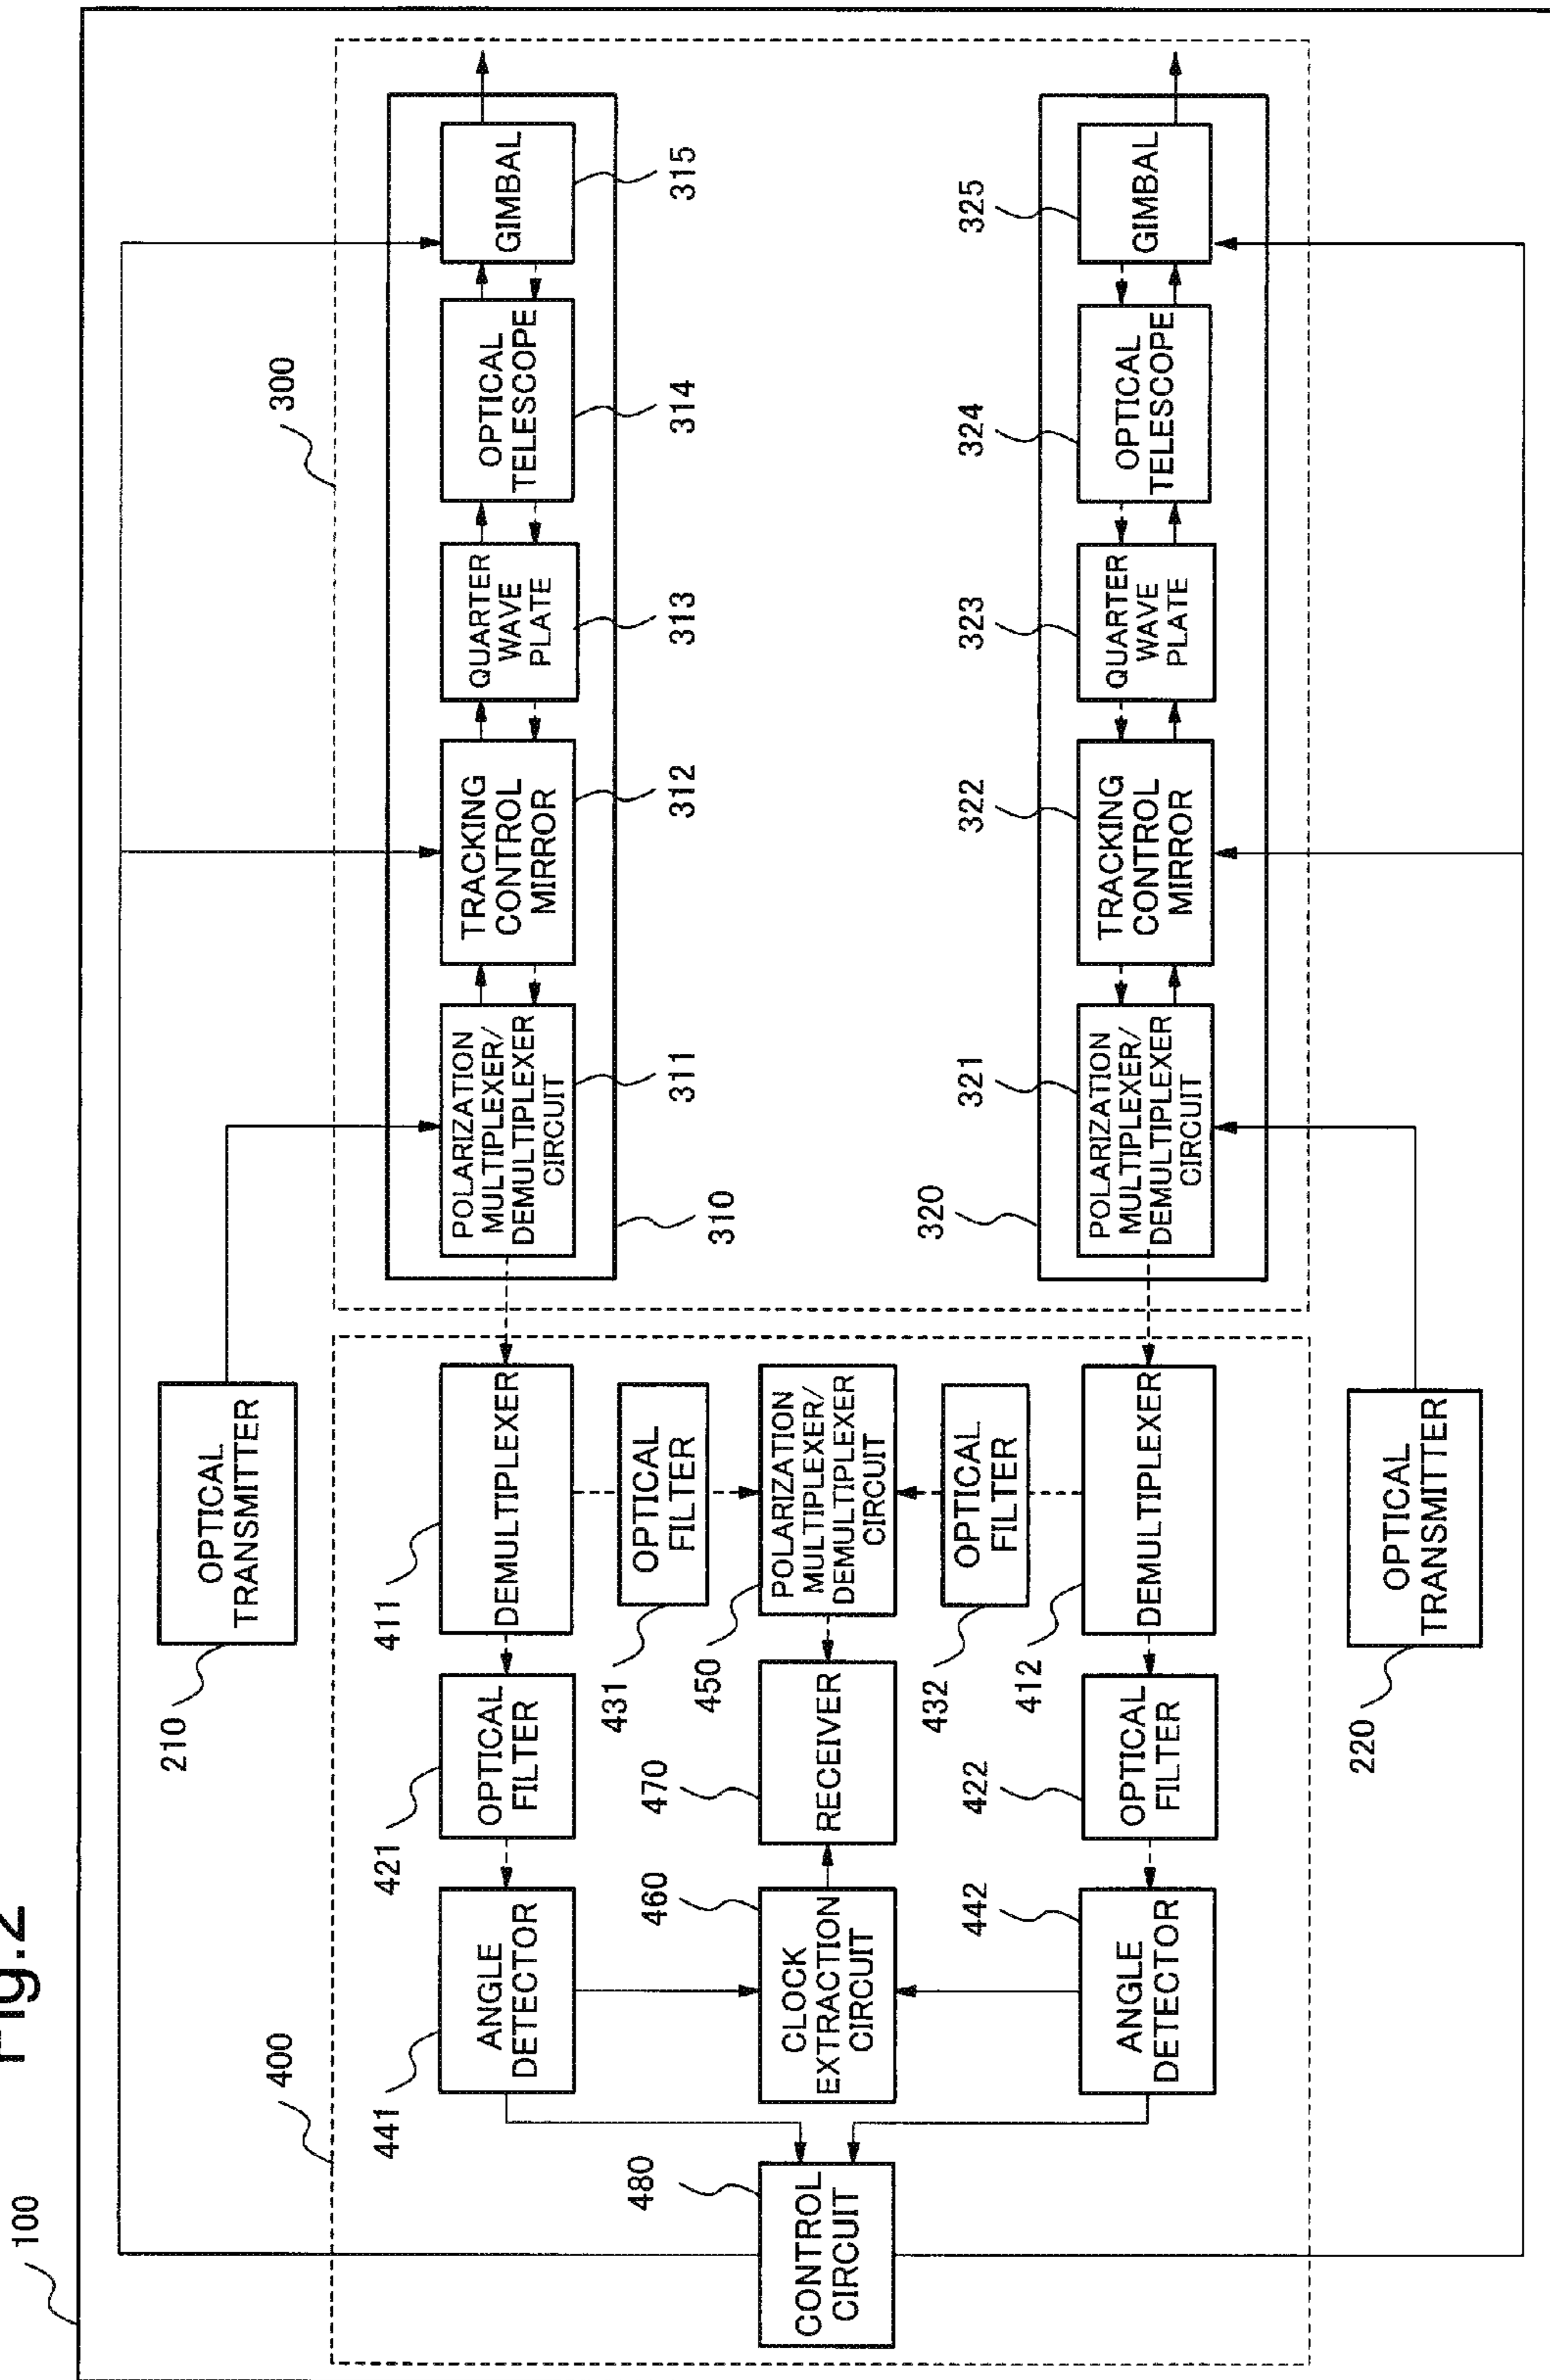 Fig.2
100
OPTICAL
TRANSMITTER
210
300
POLARIZATION
MULTIPLEXER/
DEMULTIPLEXER
CIRCUIT
311
TRACKING
CONTROL
MIRROR
312
QUARTER
WAVE
PLATE
313
OPTICAL
TELESCOPE
314
GIMBAL
315
310
400
ANGLE
DETECTOR
441
OPTICAL
FILTER
421
DEMULTIPLEXER
411
OPTICAL
FILTER
431
CONTROL
CIRCUIT
480
CLOCK
EXTRACTION
CIRCUIT
460
RECEIVER
470
POLARIZATION
MULTIPLEXER/
DEMULTIPLEXER
CIRCUIT
450
OPTICAL
FILTER
432
ANGLE
DETECTOR
442
OPTICAL
FILTER
422
DEMULTIPLEXER
412
320
POLARIZATION
MULTIPLEXER/
DEMULTIPLEXER
CIRCUIT
321
TRACKING
CONTROL
MIRROR
322
QUARTER
WAVE
PLATE
323
OPTICAL
TELESCOPE
324
GIMBAL
325
OPTICAL
TRANSMITTER
220